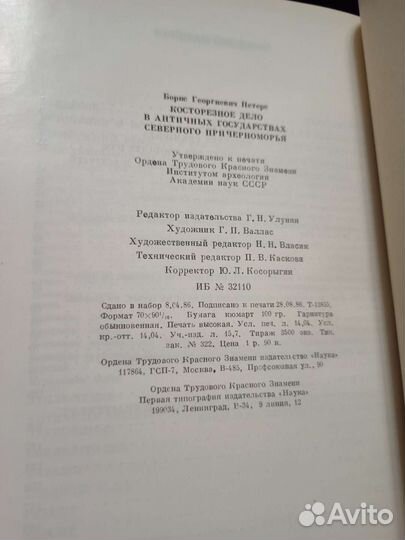 Борис Георгиевич Петерс
КОСТОРЕЗНОЕ ДЕЛО
В АНТИЧНЫХ ГОСУДАРСТВАХ
СЕВЕРНОГО ПРИЧЕРНОМОРЬЯ
Утверждено к печати
Ордена Трудового Красного Знамени
Институтом археологии
Академии наук СССР
Редактор издательства Г. Н. Улунян
Художник Г. П. Валлас
Художественный редактор Н. Н. Власик
Технический редактор П. В. Каскова
Корректор Ю. Л. Косорыгин
ИБ № 32110
Сдано в набор 8.04.86. Подписано к печати 28.08.86. Т-12855.
Формат 70×90¹/₁₆. Бумага кюмарт 100 гр. Гарнитура
обыкновенная. Печать высокая. Усл. печ. л. 14,04. Усл.
кр.-отт. 14,04. Уч.-изд. л. 15,7. Тираж 3500 экз. Тип.
зак. № 322. Цена 1 р. 90 к.
Ордена Трудового Красного Знамени издательство «Наука»
117864, ГСП-7, Москва, В-485, Профсоюзная ул., 90
Ордена Трудового Красного Знамени
Первая типография издательства «Наука»
199034, Ленинград, В-34, 9 линия, 12
Avito